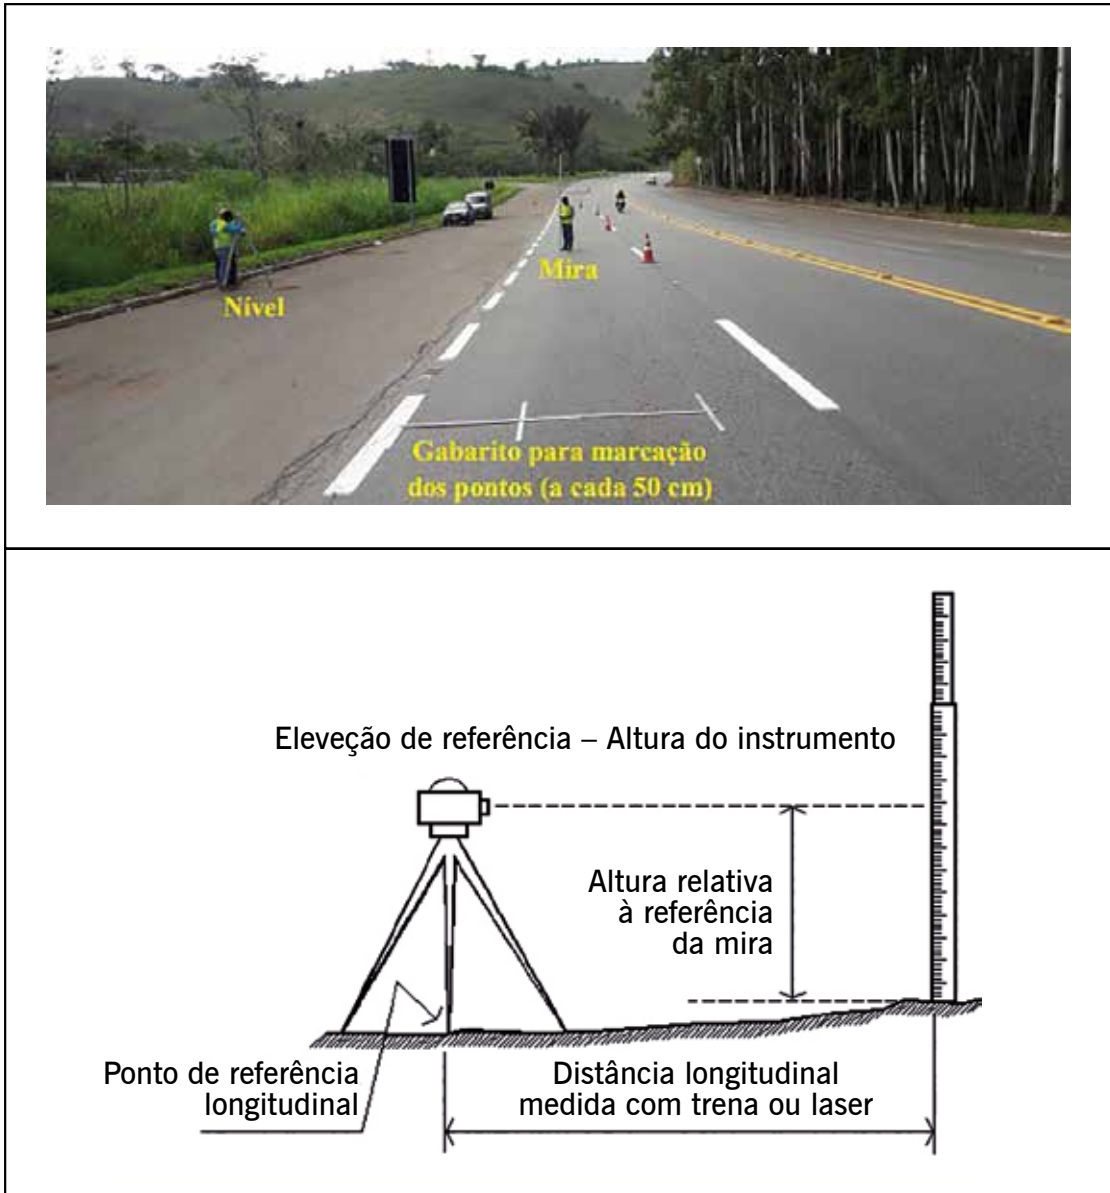 Nível
Mira
Gabarito para marcação
dos pontos (a cada 50 cm)
Eleveção de referência – Altura do instrumento
Altura relativa
à referência
da mira
Ponto de referência
longitudinal
Distância longitudinal
medida com trena ou laser